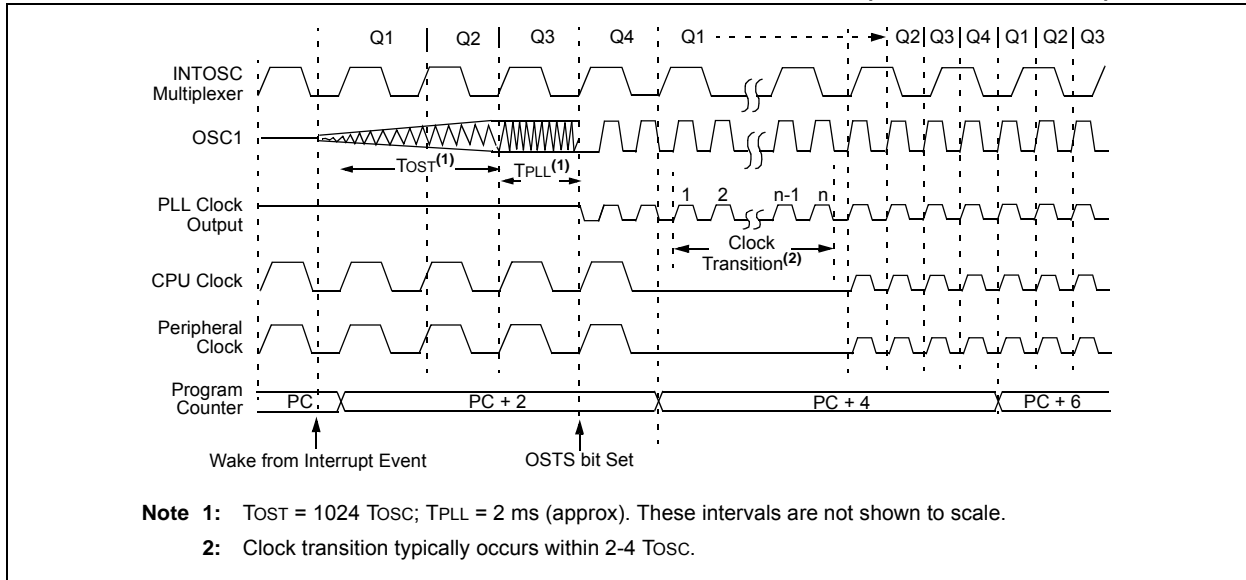 Q1 Q2 Q3 Q4 Q1 Q2 Q3 Q4 Q1 Q2 Q3
INTOSC
Multiplexer
OSC1
TOST(1)
TPLL(1)
1 2 n-1 n
PLL Clock
Output
Clock
Transition(2)
CPU Clock
Peripheral
Clock
Program
Counter
PC PC + 2 PC + 4 PC + 6
Wake from Interrupt Event OSTS bit Set
Note 1: TOST = 1024 TOSC; TPLL = 2 ms (approx). These intervals are not shown to scale.
2: Clock transition typically occurs within 2-4 TOSC.